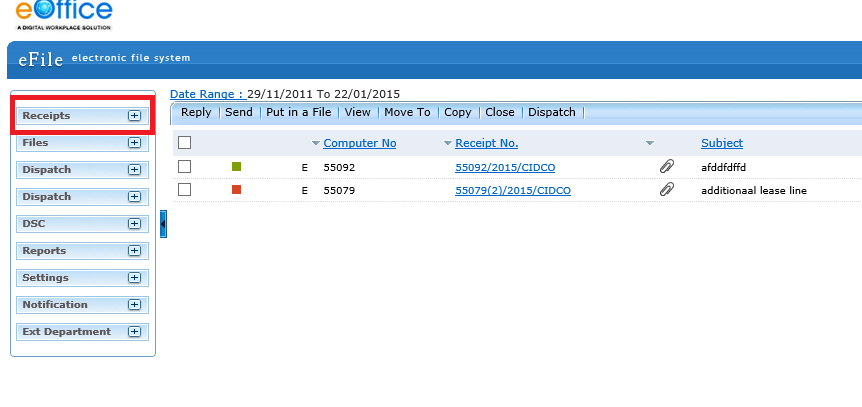 eOffice
A DIGITAL WORKPLACE SOLUTION
eFile electronic file system
Date Range : 29/11/2011 To 22/01/2015
Reply | Send | Put in a File | View | Move To | Copy | Close | Dispatch |
Computer No Receipt No. Subject
E 55092 55092/2015/CIDCO afddfdffd
E 55079 55079(2)/2015/CIDCO additionaal lease line
Receipts
Files
Dispatch
Dispatch
DSC
Reports
Settings
Notification
Ext Department